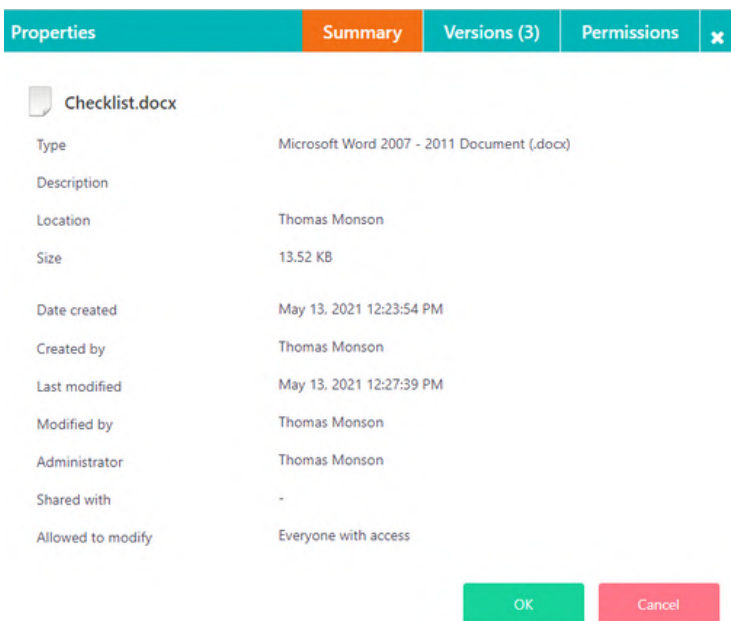 Properties Summary Versions (3) Permissions ×
Checklist.docx
Type Microsoft Word 2007 - 2011 Document (.docx)
Description
Location Thomas Monson
Size 13.52 KB
Date created May 13, 2021 12:23:54 PM
Created by Thomas Monson
Last modified May 13, 2021 12:27:39 PM
Modified by Thomas Monson
Administrator Thomas Monson
Shared with -
Allowed to modify Everyone with access
OK Cancel